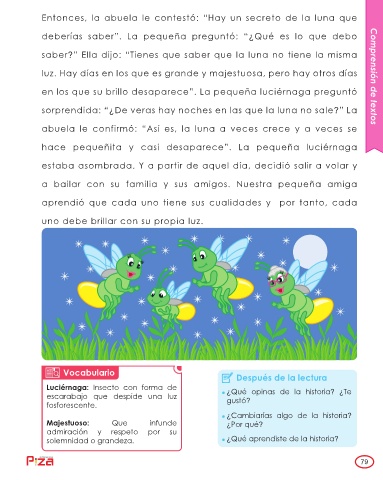 Entonces, la abuela le contestó: “Hay un secreto de la luna que
deberías saber”. La pequeña preguntó: “¿Qué es lo que debo
saber?” Ella dijo: “Tienes que saber que la luna no tiene la misma
luz. Hay días en los que es grande y majestuosa, pero hay otros días
en los que su brillo desaparece”. La pequeña luciérnaga preguntó
sorprendida: “¿De veras hay noches en las que la luna no sale?” La
abuela le confirmó: “Así es, la luna a veces crece y a veces se
hace pequeñita y casi desaparece”. La pequeña luciérnaga
estaba asombrada. Y a partir de aquel día, decidió salir a volar y
a bailar con su familia y sus amigos. Nuestra pequeña amiga
aprendió que cada uno tiene sus cualidades y por tanto, cada
uno debe brillar con su propia luz.
Comprensión de textos
Vocabulario
Luciérnaga: Insecto con forma de
escarabajo que despide una luz
fosforescente.
Majestuoso: Que infunde
admiración y respeto por su
solemnidad o grandeza.
Después de la lectura
¿Qué opinas de la historia? ¿Te
gustó?
¿Cambiarías algo de la historia?
¿Por qué?
¿Qué aprendiste de la historia?
79